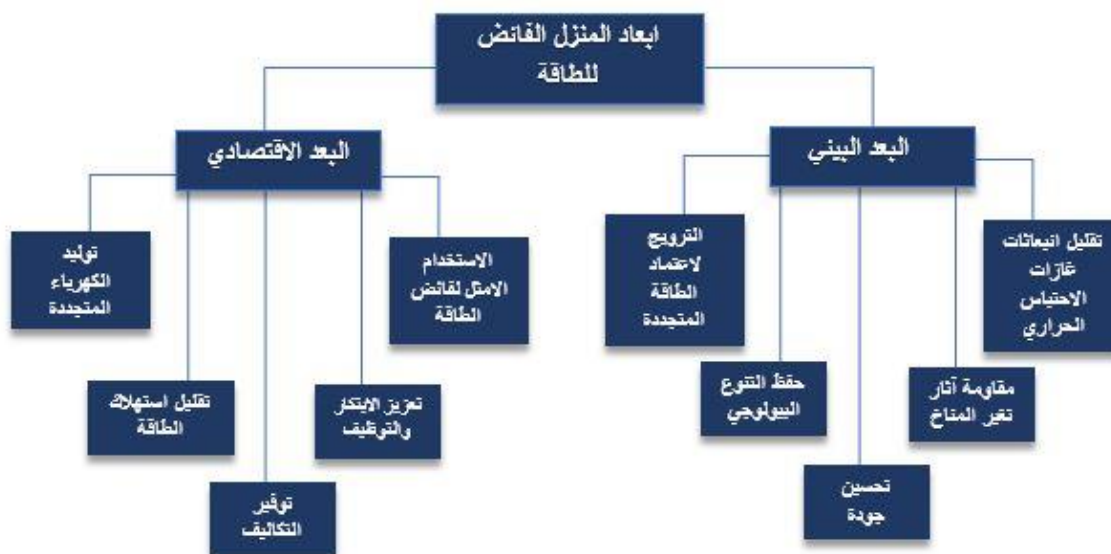 ابعاد المنزل الفائض
للطاقة
البعد البيئي
البعد الاقتصادي
تقليل انبعاثات
غازات
الاحتباس
الحراري
مقاومة آثار
تغير المناخ
تحسين
جودة
حفظ التنوع
البيولوجي
الترويج
لاعتماد
الطاقة
المتجددة
الاستخدام
الامثل لفائض
الطاقة
تعزيز الابتكار
والتوظيف
توفير
التكاليف
تقليل استهلاك
الطاقة
توليد
الكهرباء
المتجددة